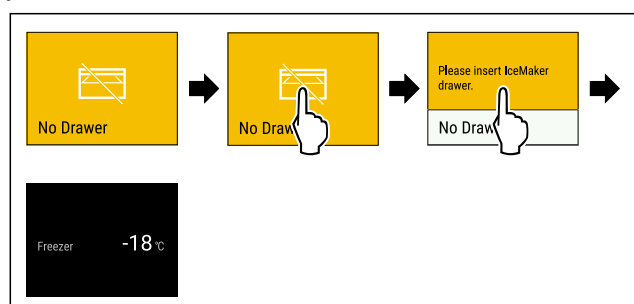 No Drawer
No Draw
Please insert IceMaker
drawer.
No Draw
Freezer -18 °C